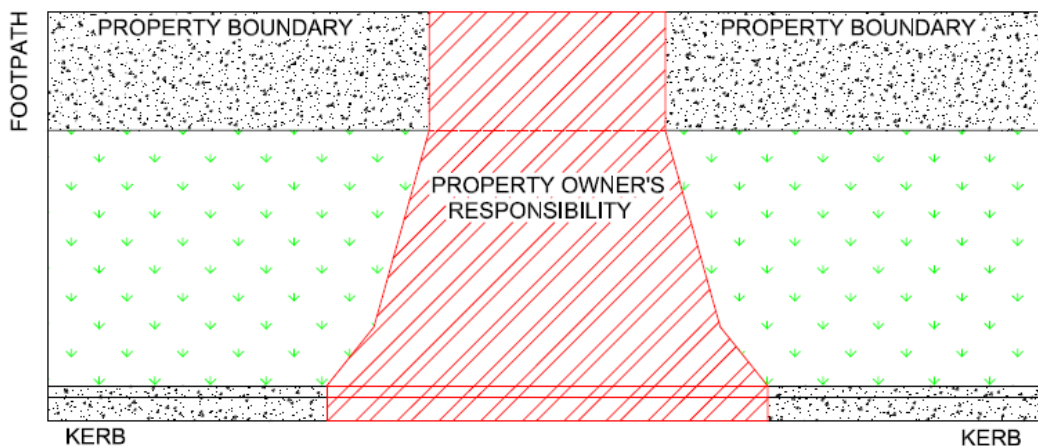 PROPERTY BOUNDARY
PROPERTY BOUNDARY
FOOTPATH
PROPERTY OWNER'S
RESPONSIBILITY
KERB
KERB